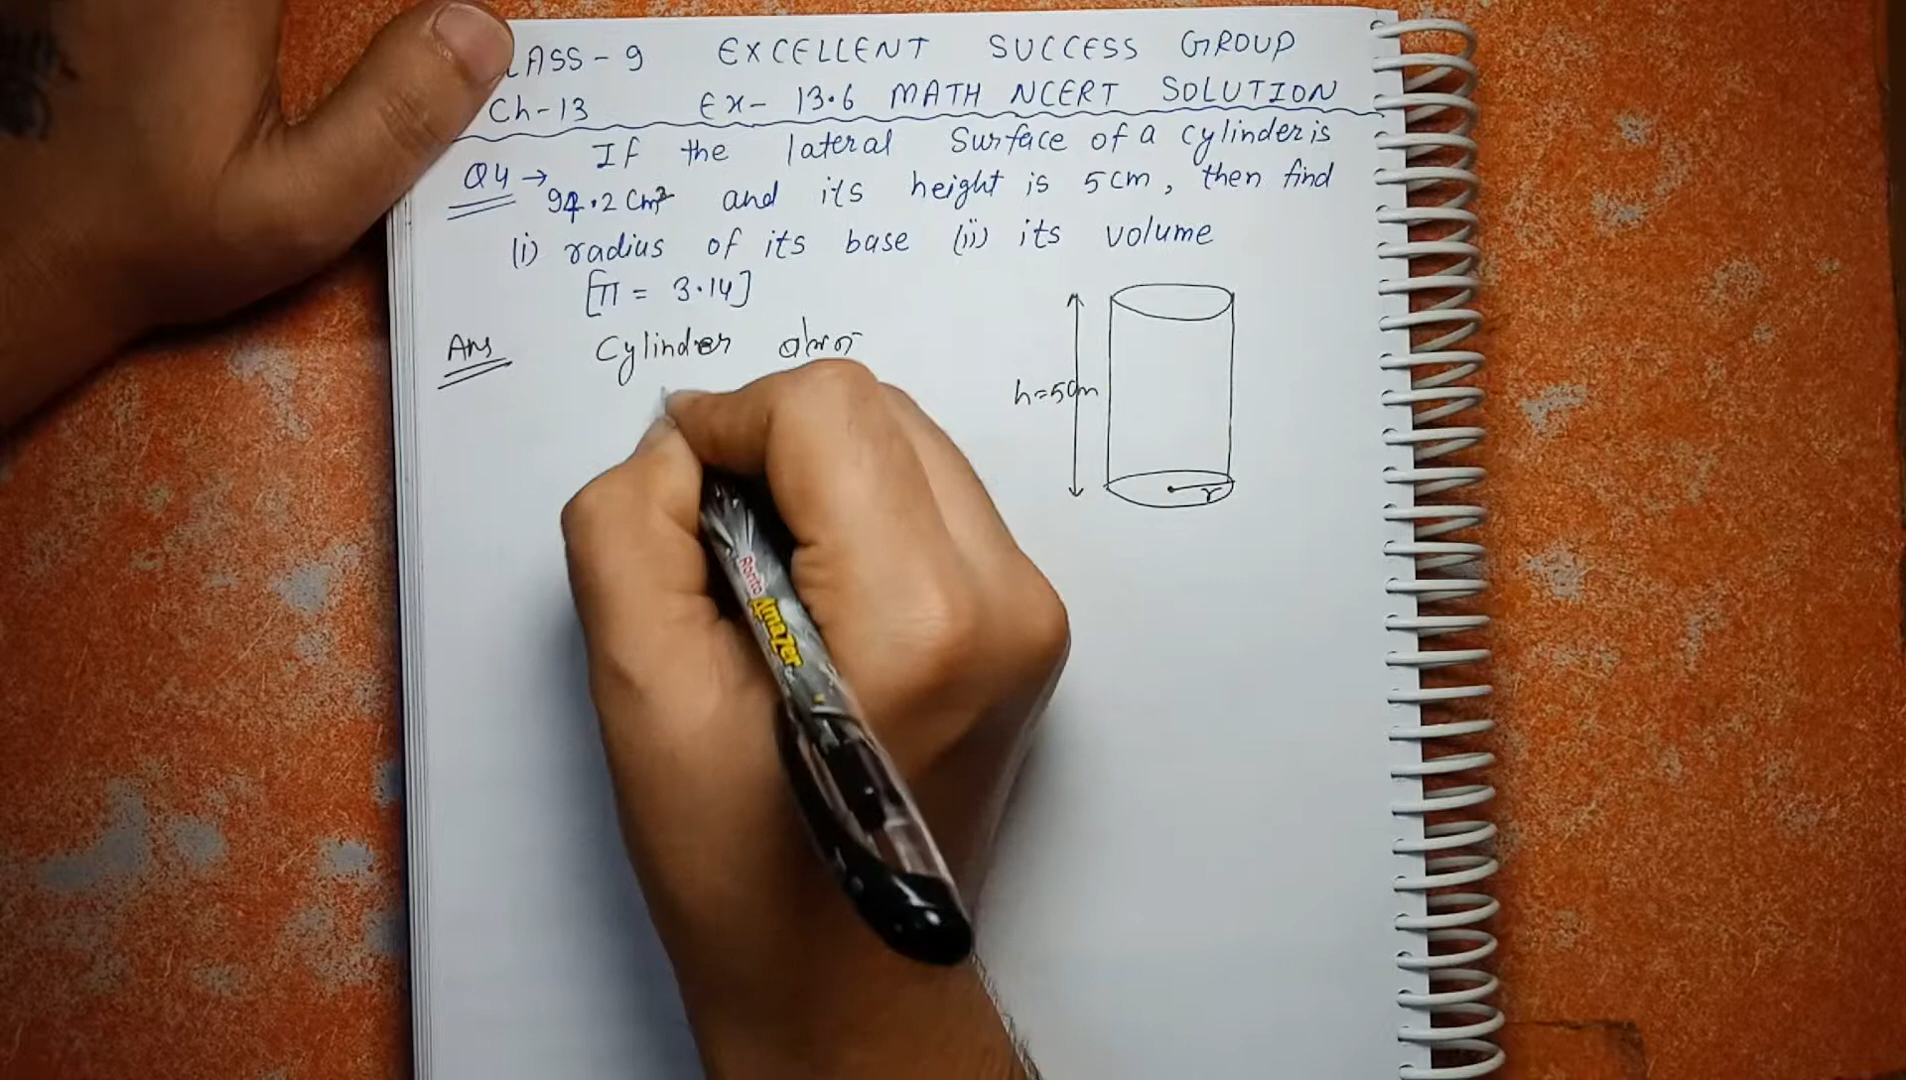 LASS - 9 EXCELLENT SUCCESS GROUP
Ch-13 Ex- 13.6 MATH NCERT SOLUTION
Q4 → If the lateral Surface of a cylinder is
94.2 cm² and its height is 5cm, then find
(i) radius of its base (ii) its volume
[π = 3.14]
Ans Cylinder
h=5cm
r
Rorito
AmaZer